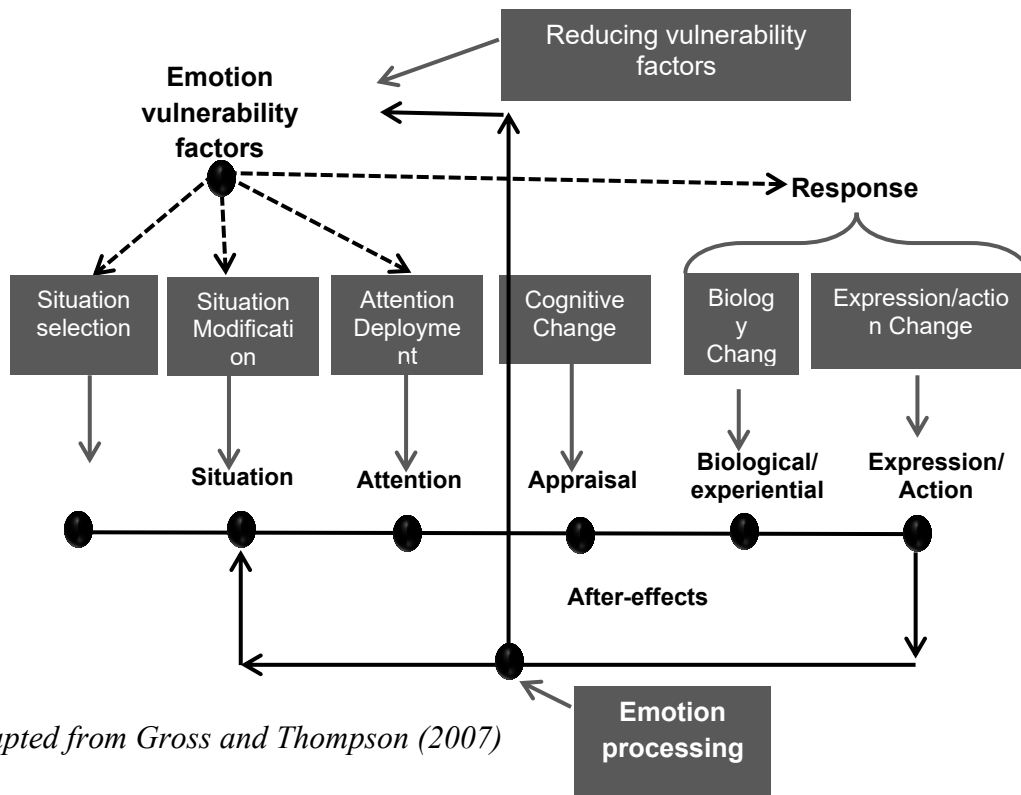 Reducing vulnerability
factors
Emotion
vulnerability
factors
Response
Situation
selection
Situation
Modificati
on
Attention
Deployme
nt
Cognitive
Change
Biolog
y
Chang
Expression/actio
n Change
Situation
Attention
Appraisal
Biological/
experiential
Expression/
Action
After-effects
Emotion
processing
apted from Gross and Thompson (2007)